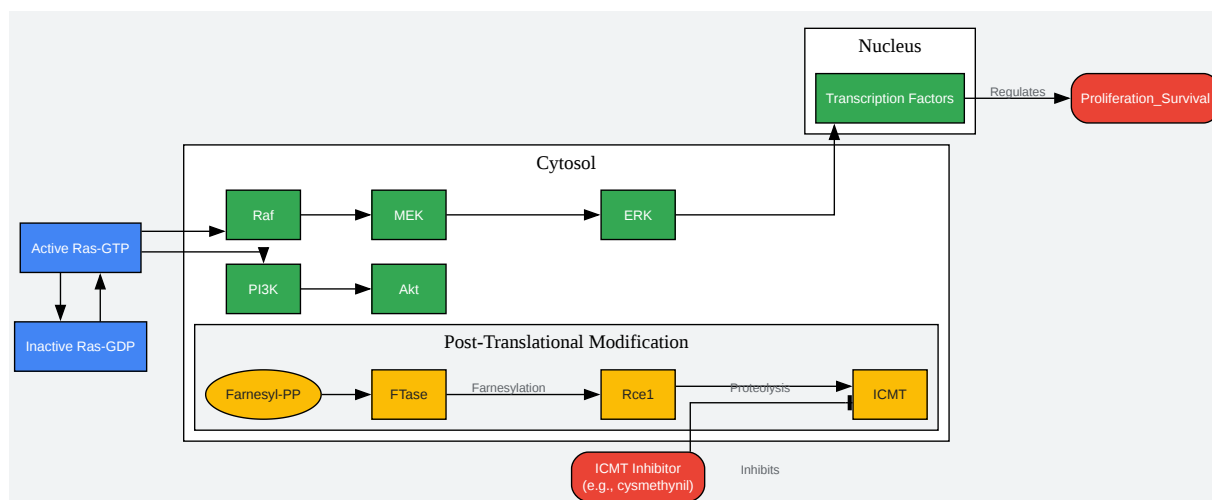 Nucleus
Transcription Factors
Regulates
Proliferation_Survival
Cytosol
Raf
MEK
ERK
Active Ras-GTP
PI3K
Akt
Inactive Ras-GDP
Post-Translational Modification
Farnesyl-PP
FTase
Farnesylation
Rce1
Proteolysis
ICMT
ICMT Inhibitor
(e.g., cysmethynil)
Inhibits